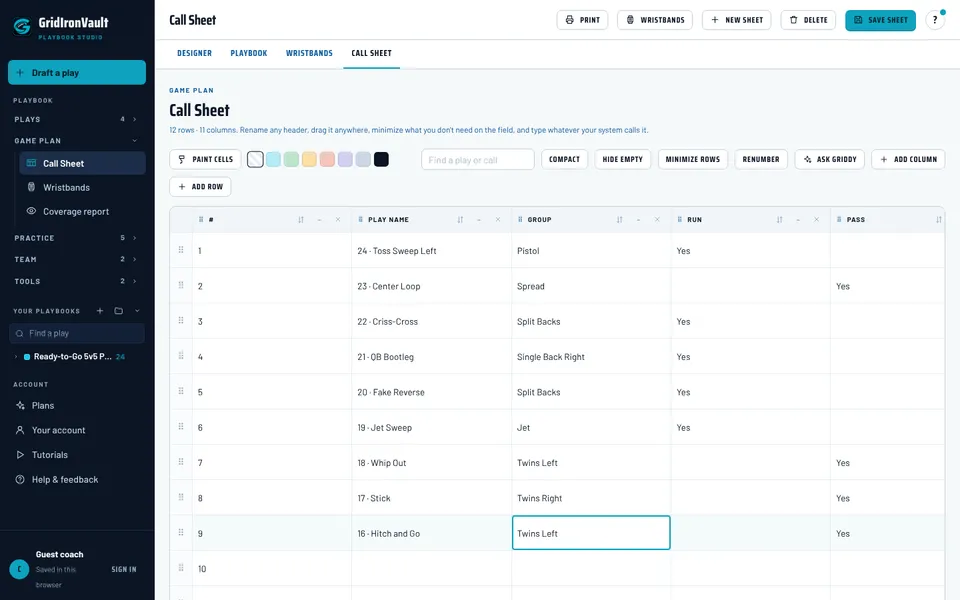 GridIronVault
PLAYBOOK STUDIO
Draft a play
PLAYBOOK
PLAYS 4
GAME PLAN
Call Sheet
Wristbands
Coverage report
PRACTICE 5
TEAM 2
TOOLS 2
YOUR PLAYBOOKS
Find a play
Ready-to-Go 5v5 P... 24
ACCOUNT
Plans
Your account
Tutorials
Help & feedback
Guest coach
Saved in this browser
SIGN IN
Call Sheet
PRINT WRISTBANDS NEW SHEET DELETE SAVE SHEET ?
DESIGNER PLAYBOOK WRISTBANDS CALL SHEET
GAME PLAN
Call Sheet
12 rows · 11 columns. Rename any header, drag it anywhere, minimize what you don't need on the field, and type whatever your system calls it.
PAINT CELLS Find a play or call COMPACT HIDE EMPTY MINIMIZE ROWS RENUMBER ASK GRIDDY ADD COLUMN
ADD ROW
# PLAY NAME GROUP RUN PASS
1 24 · Toss Sweep Left Pistol Yes
2 23 · Center Loop Spread Yes
3 22 · Criss-Cross Split Backs Yes
4 21 · QB Bootleg Single Back Right Yes
5 20 · Fake Reverse Split Backs Yes
6 19 · Jet Sweep Jet Yes
7 18 · Whip Out Twins Left Yes
8 17 · Stick Twins Right Yes
9 16 · Hitch and Go Twins Left Yes
10